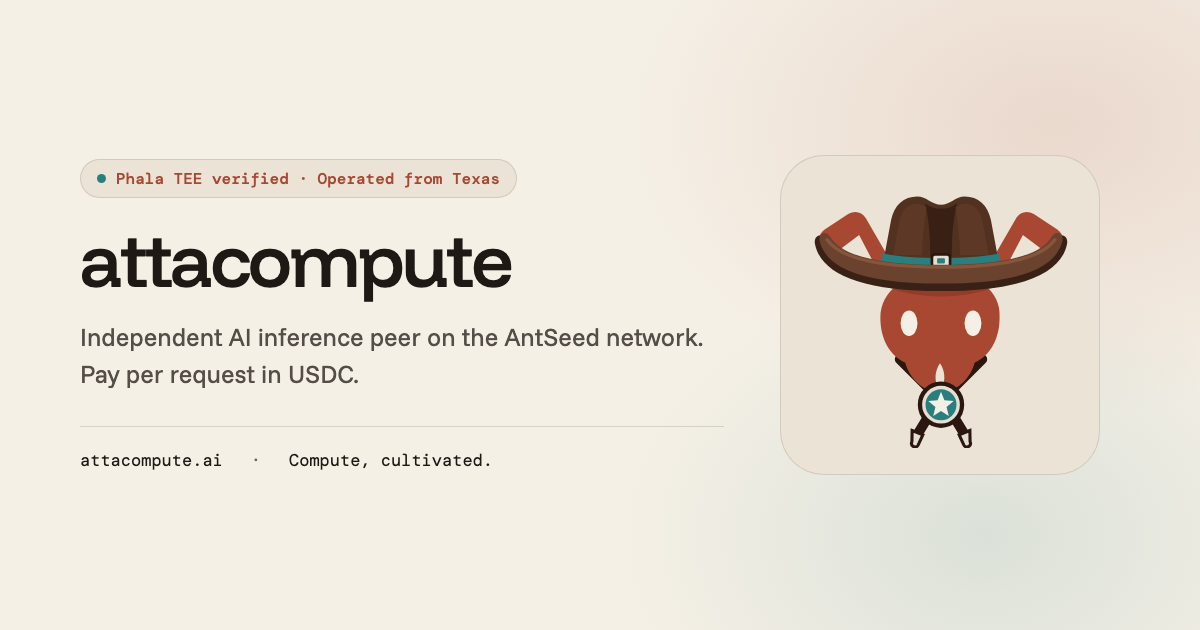 Phala TEE verified · Operated from Texas
attacompute
Independent AI inference peer on the AntSeed network.
Pay per request in USDC.
attacompute.ai · Compute, cultivated.